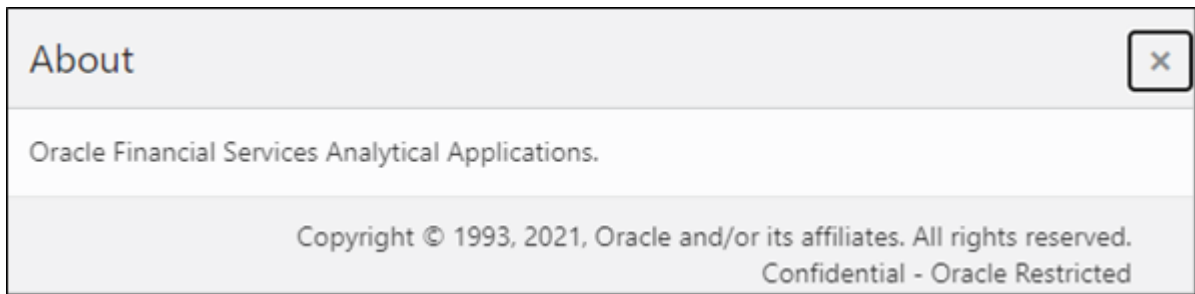 About
×
Oracle Financial Services Analytical Applications.
Copyright © 1993, 2021, Oracle and/or its affiliates. All rights reserved.
Confidential - Oracle Restricted